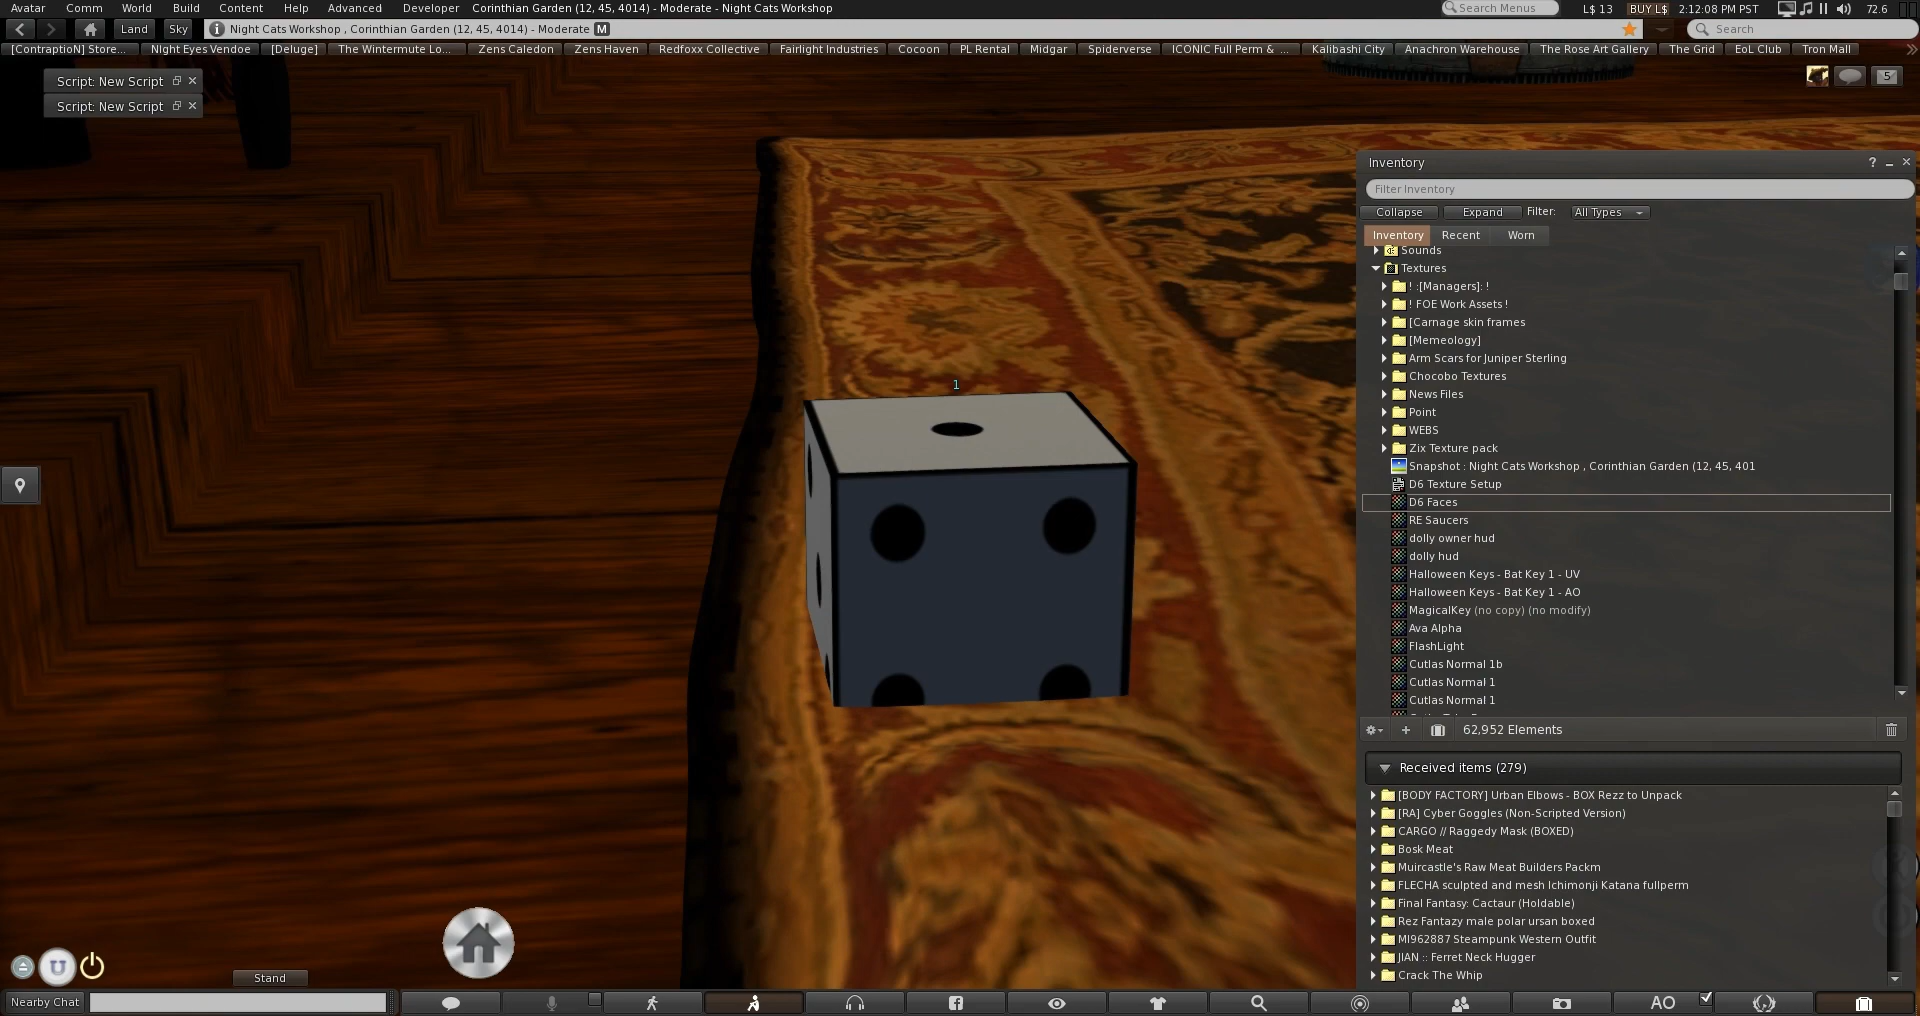 Avatar Comm World Build Content Help Advanced Developer Corinthian Garden (12, 45, 4014) - Moderate - Night Cats Workshop Search Menus L$ 13 BUY L$ 2:12:08 PM PST 72.6
Land Sky Night Cats Workshop , Corinthian Garden (12, 45, 4014) - Moderate M Search
[ContraptioN] Store... NIght Eyes Vendoe [Deluge] The Wintermute Lo... Zens Caledon Zens Haven Redfoxx Collective Fairlight Industries Cocoon PL Rental Midgar Spiderverse ICONIC Full Perm & ... Kalibashi City Anachron Warehouse The Rose Art Gallery The Grid EoL Club Tron Mall
Script: New Script
Script: New Script
5
Inventory
Filter Inventory
Collapse Expand Filter: All Types
Inventory Recent Worn
Sounds
Textures
! :[Managers]: !
! FOE Work Assets !
[Carnage skin frames
[Memeology]
Arm Scars for Juniper Sterling
Chocobo Textures
News Files
Point
WEBS
Zix Texture pack
Snapshot : Night Cats Workshop , Corinthian Garden (12, 45, 401
D6 Texture Setup
D6 Faces
RE Saucers
dolly owner hud
dolly hud
Halloween Keys - Bat Key 1 - UV
Halloween Keys - Bat Key 1 - AO
MagicalKey (no copy) (no modify)
Ava Alpha
FlashLight
Cutlas Normal 1b
Cutlas Normal 1
Cutlas Normal 1
62,952 Elements
Received items (279)
[BODY FACTORY] Urban Elbows - BOX Rezz to Unpack
[RA] Cyber Goggles (Non-Scripted Version)
CARGO // Raggedy Mask (BOXED)
Bosk Meat
Muircastle's Raw Meat Builders Packm
FLECHA sculpted and mesh Ichimonji Katana fullperm
Final Fantasy: Cactaur (Holdable)
Rez Fantazy male polar ursan boxed
MI962887 Steampunk Western Outfit
JIAN :: Ferret Neck Hugger
Crack The Whip
1
U
Stand
Nearby Chat
AO